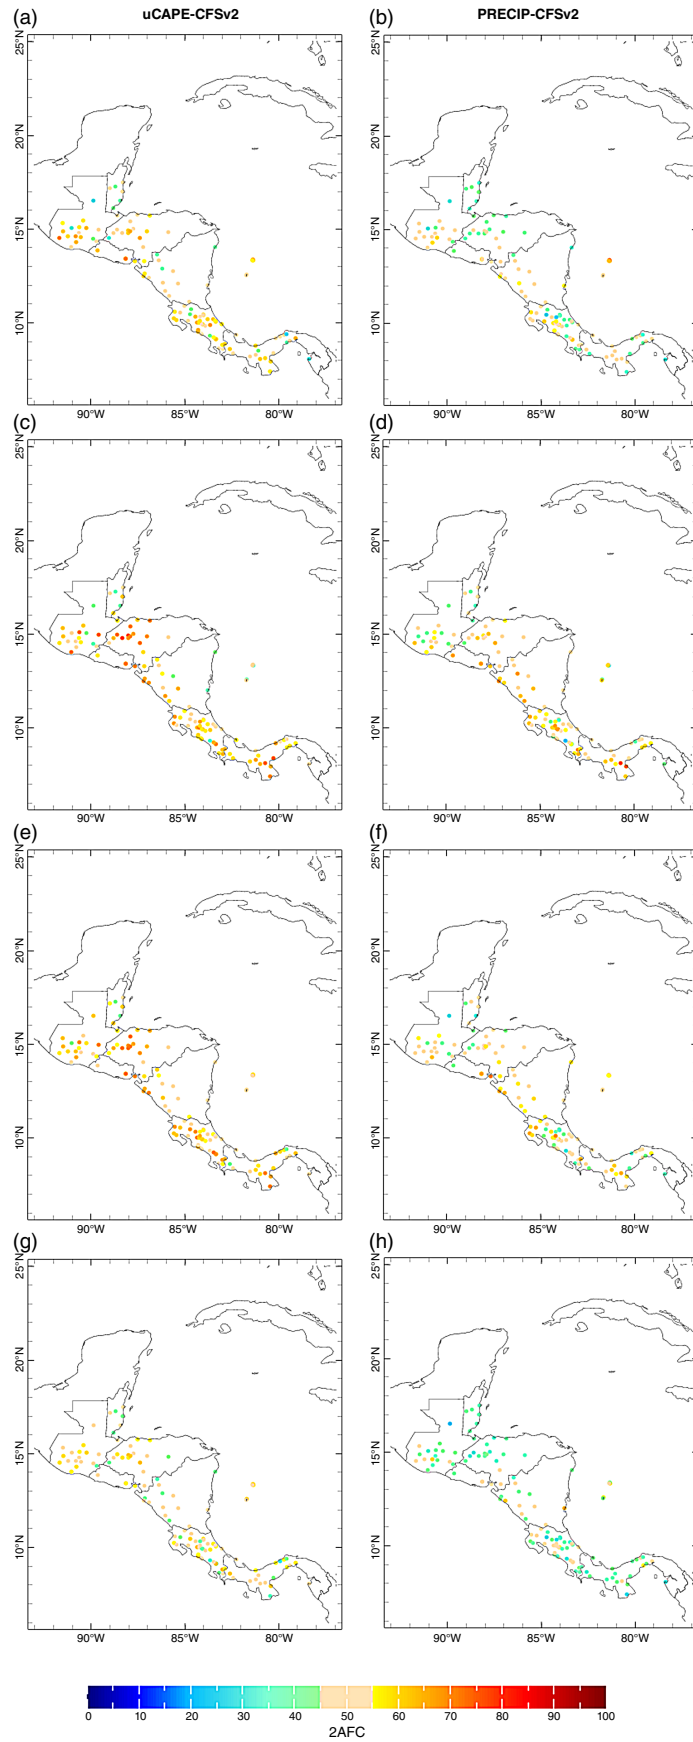 (a) uCAPE-CFSv2 (b) PRECIP-CFSv2
25°N 25°N
20°N 20°N
15°N 15°N
10°N 10°N
90°W 85°W 80°W 90°W 85°W 80°W
(c) (d)
25°N 25°N
20°N 20°N
15°N 15°N
10°N 10°N
90°W 85°W 80°W 90°W 85°W 80°W
(e) (f)
25°N 25°N
20°N 20°N
15°N 15°N
10°N 10°N
90°W 85°W 80°W 90°W 85°W 80°W
(g) (h)
25°N 25°N
20°N 20°N
15°N 15°N
10°N 10°N
90°W 85°W 80°W 90°W 85°W 80°W
0 10 20 30 40 50 60 70 80 90 100
2AFC